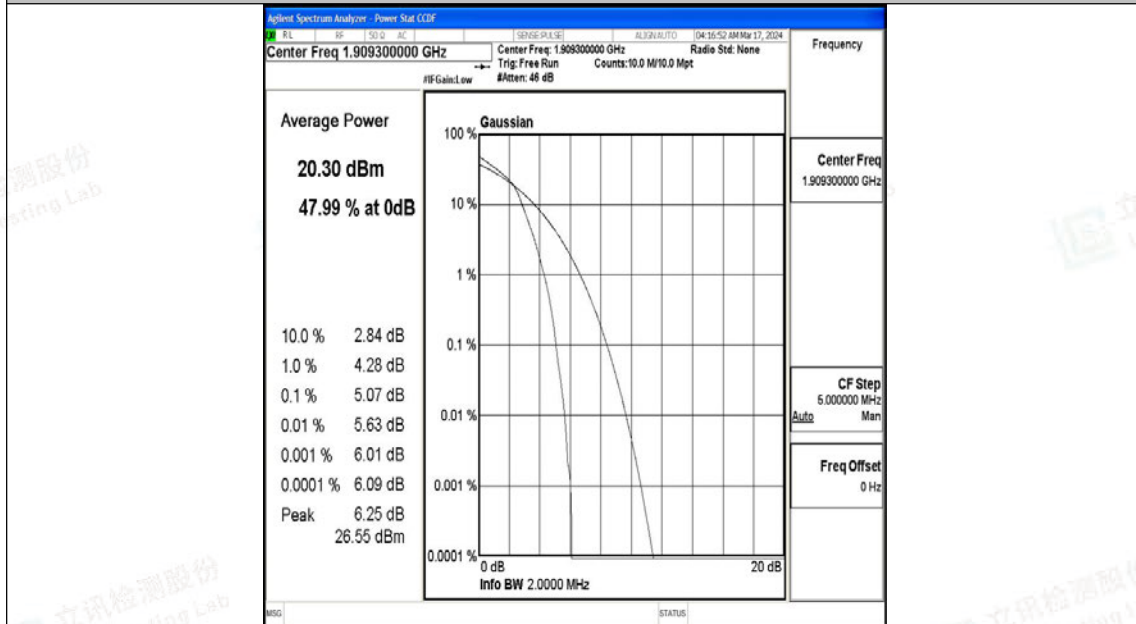 Agilent Spectrum Analyzer - Power Stat CCDF
RL RF 50 Ω AC SENSE:PULSE ALIGN AUTO 04:16:52 AM Mar 17, 2024
Center Freq 1.909300000 GHz
Center Freq: 1.909300000 GHz Radio Std: None
Trig: Free Run Counts:10.0 M/10.0 Mpt
#IFGain:Low #Atten: 46 dB
Frequency
Average Power
20.30 dBm
47.99 % at 0dB
10.0 % 2.84 dB
1.0 % 4.28 dB
0.1 % 5.07 dB
0.01 % 5.63 dB
0.001 % 6.01 dB
0.0001 % 6.09 dB
Peak 6.25 dB
26.55 dBm
Gaussian
100 %
10 %
1 %
0.1 %
0.01 %
0.001 %
0.0001 %
0 dB 20 dB
Info BW 2.0000 MHz
Center Freq
1.909300000 GHz
CF Step
5.000000 MHz
Auto Man
Freq Offset
0 Hz
MSG STATUS
立讯检测股份